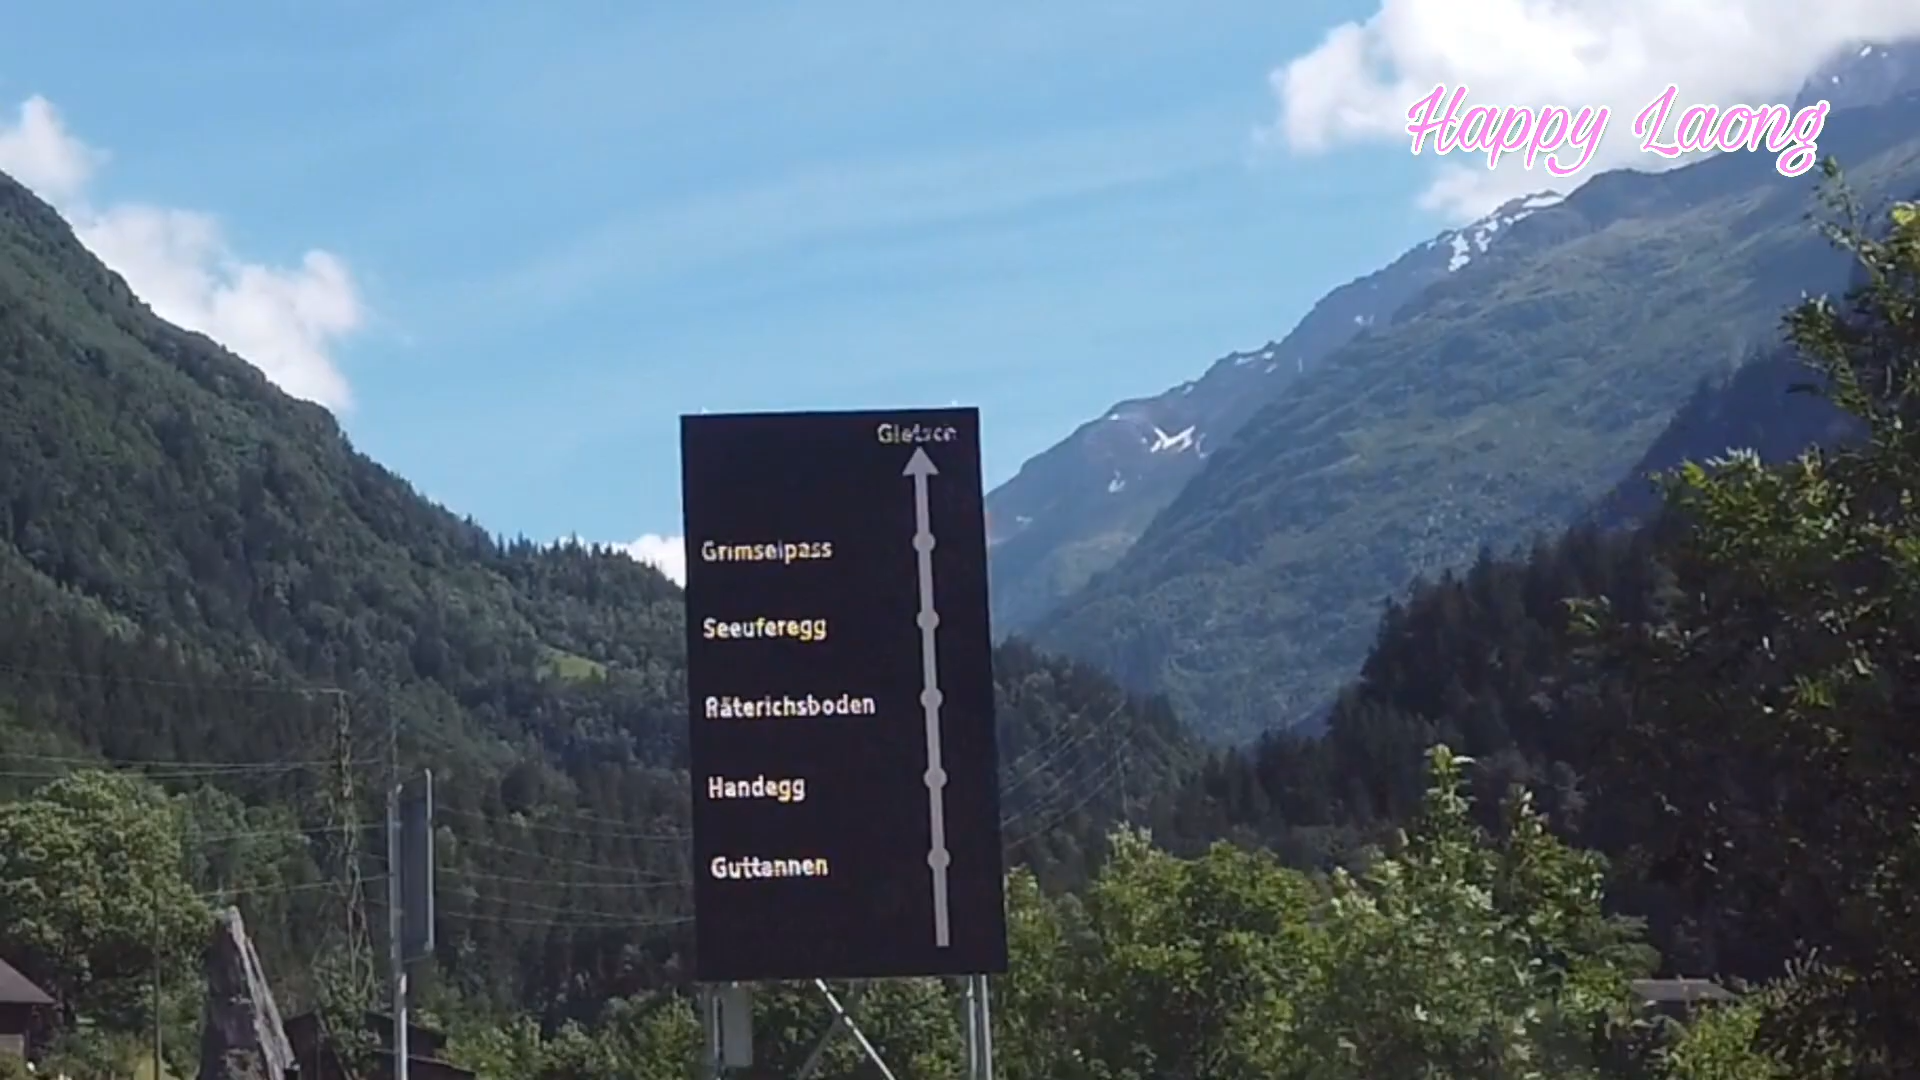 Happy Laong
Gletsch
Grimselpass
Seeuferegg
Räterichsboden
Handegg
Guttannen